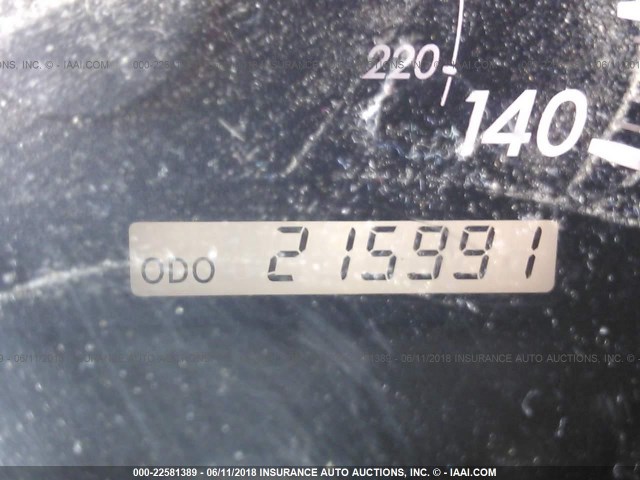 220
140
ODO 215991
000-22581389 - 06/11/2018 INSURANCE AUTO AUCTIONS, INC. - © IAAI.COM